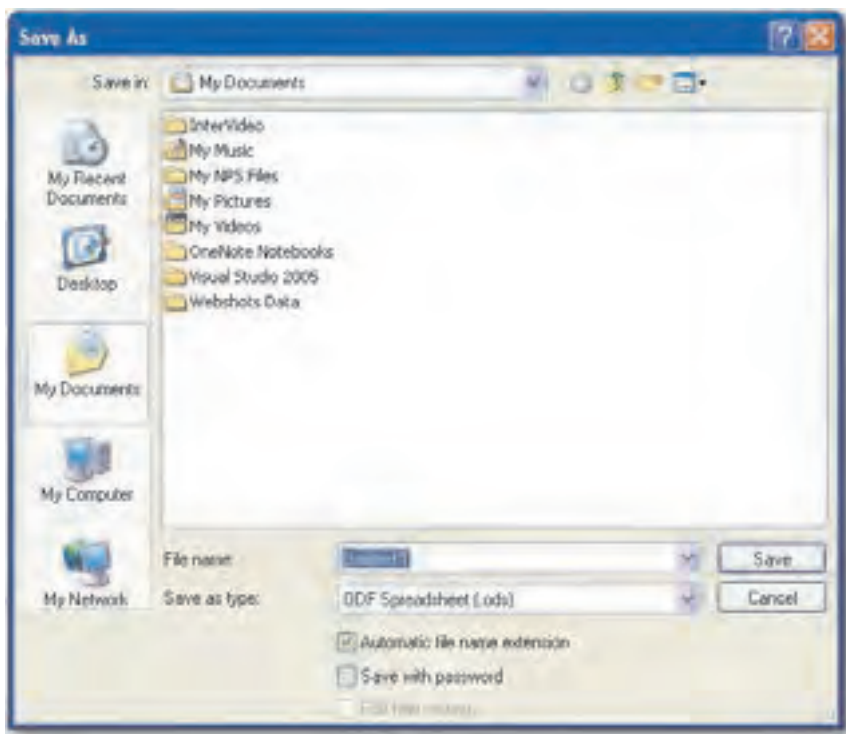 Save As
Save in: My Documents
InterVideo
My Music
My NPS Files
My Pictures
My Videos
OneNote Notebooks
Visual Studio 2005
Webshots Data
My Recent
Documents
Desktop
My Documents
My Computer
My Network
File name:
Save
Save as type:
ODF Spreadsheet (.ods)
Cancel
Automatic file name extension
Save with password